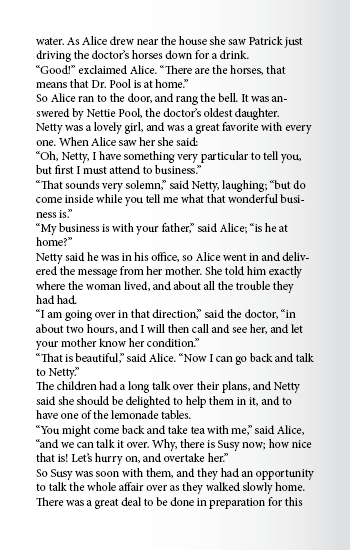 water. As Alice drew near the house she saw Patrick just
driving the doctor's horses down for a drink.
“Good!” exclaimed Alice. “There are the horses, that
means that Dr. Pool is at home.”
So Alice ran to the door, and rang the bell. It was an-
swered by Nettie Pool, the doctor's oldest daughter.
Netty was a lovely girl, and was a great favorite with every
one. When Alice saw her she said:
“Oh, Netty, I have something very particular to tell you,
but first I must attend to business.”
“That sounds very solemn,” said Netty, laughing; “but do
come inside while you tell me what that wonderful busi-
ness is.”
“My business is with your father,” said Alice; “is he at
home?”
Netty said he was in his office, so Alice went in and deliv-
ered the message from her mother. She told him exactly
where the woman lived, and about all the trouble they
had had.
“I am going over in that direction,” said the doctor, “in
about two hours, and I will then call and see her, and let
your mother know her condition.”
“That is beautiful,” said Alice. “Now I can go back and talk
to Netty.”
The children had a long talk over their plans, and Netty
said she should be delighted to help them in it, and to
have one of the lemonade tables.
“You might come back and take tea with me,” said Alice,
“and we can talk it over. Why, there is Susy now; how nice
that is! Let's hurry on, and overtake her.”
So Susy was soon with them, and they had an opportunity
to talk the whole affair over as they walked slowly home.
There was a great deal to be done in preparation for this